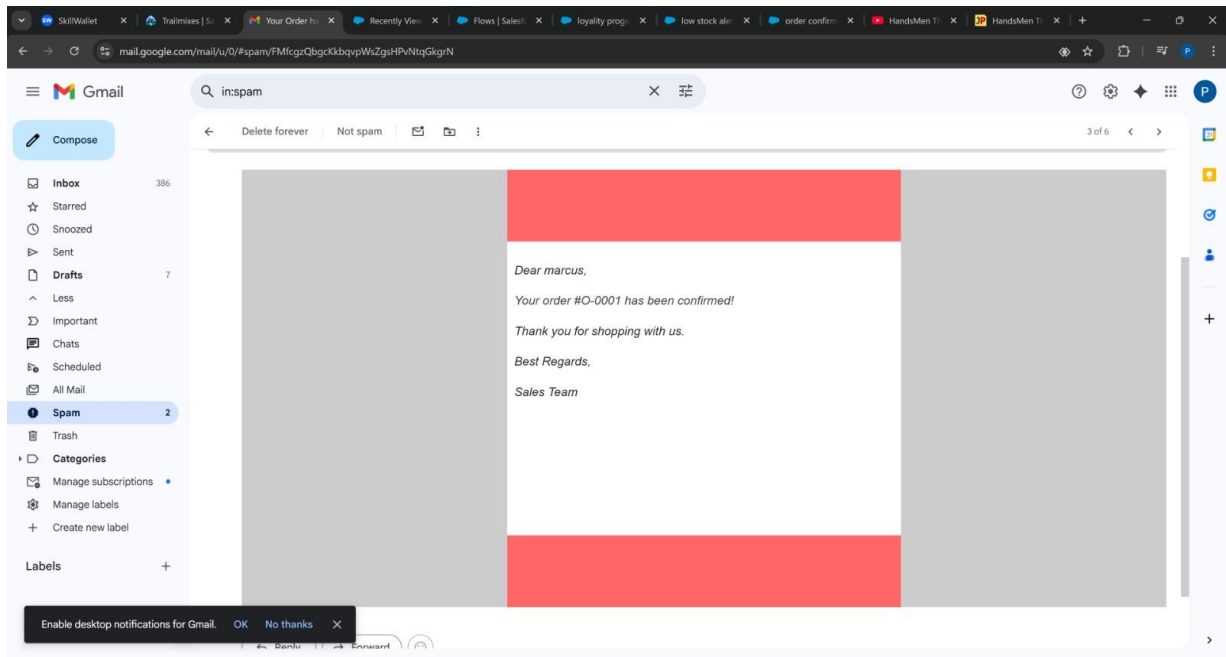 SkillWallet
Trailmixes | Sa
Your Order ha
Recently View
Flows | Salesf
loyality progr
low stock aler
order confirm
HandsMen Th
HandsMen Th
mail.google.com/mail/u/0/#spam/FMfcgzQbgcKkbqvpWsZgsHPvNtqGkgrN
P
Gmail
in:spam
P
Compose
Delete forever
Not spam
3 of 6
Inbox 386
Starred
Snoozed
Sent
Drafts 7
Less
Important
Chats
Scheduled
All Mail
Spam 2
Trash
Categories
Manage subscriptions
Manage labels
Create new label
Labels
Dear marcus,
Your order #O-0001 has been confirmed!
Thank you for shopping with us.
Best Regards,
Sales Team
Enable desktop notifications for Gmail. OK No thanks
Reply
Forward